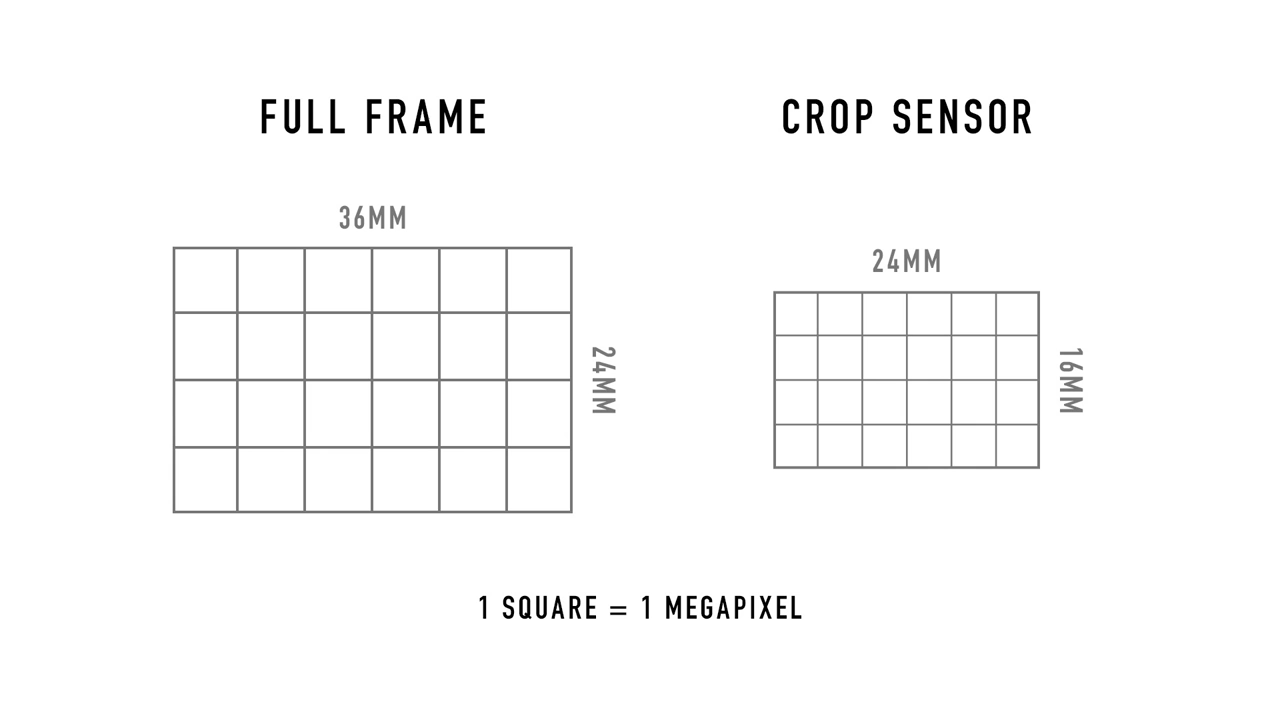 FULL FRAME
CROP SENSOR
36MM
24MM
24MM
16MM
1 SQUARE = 1 MEGAPIXEL